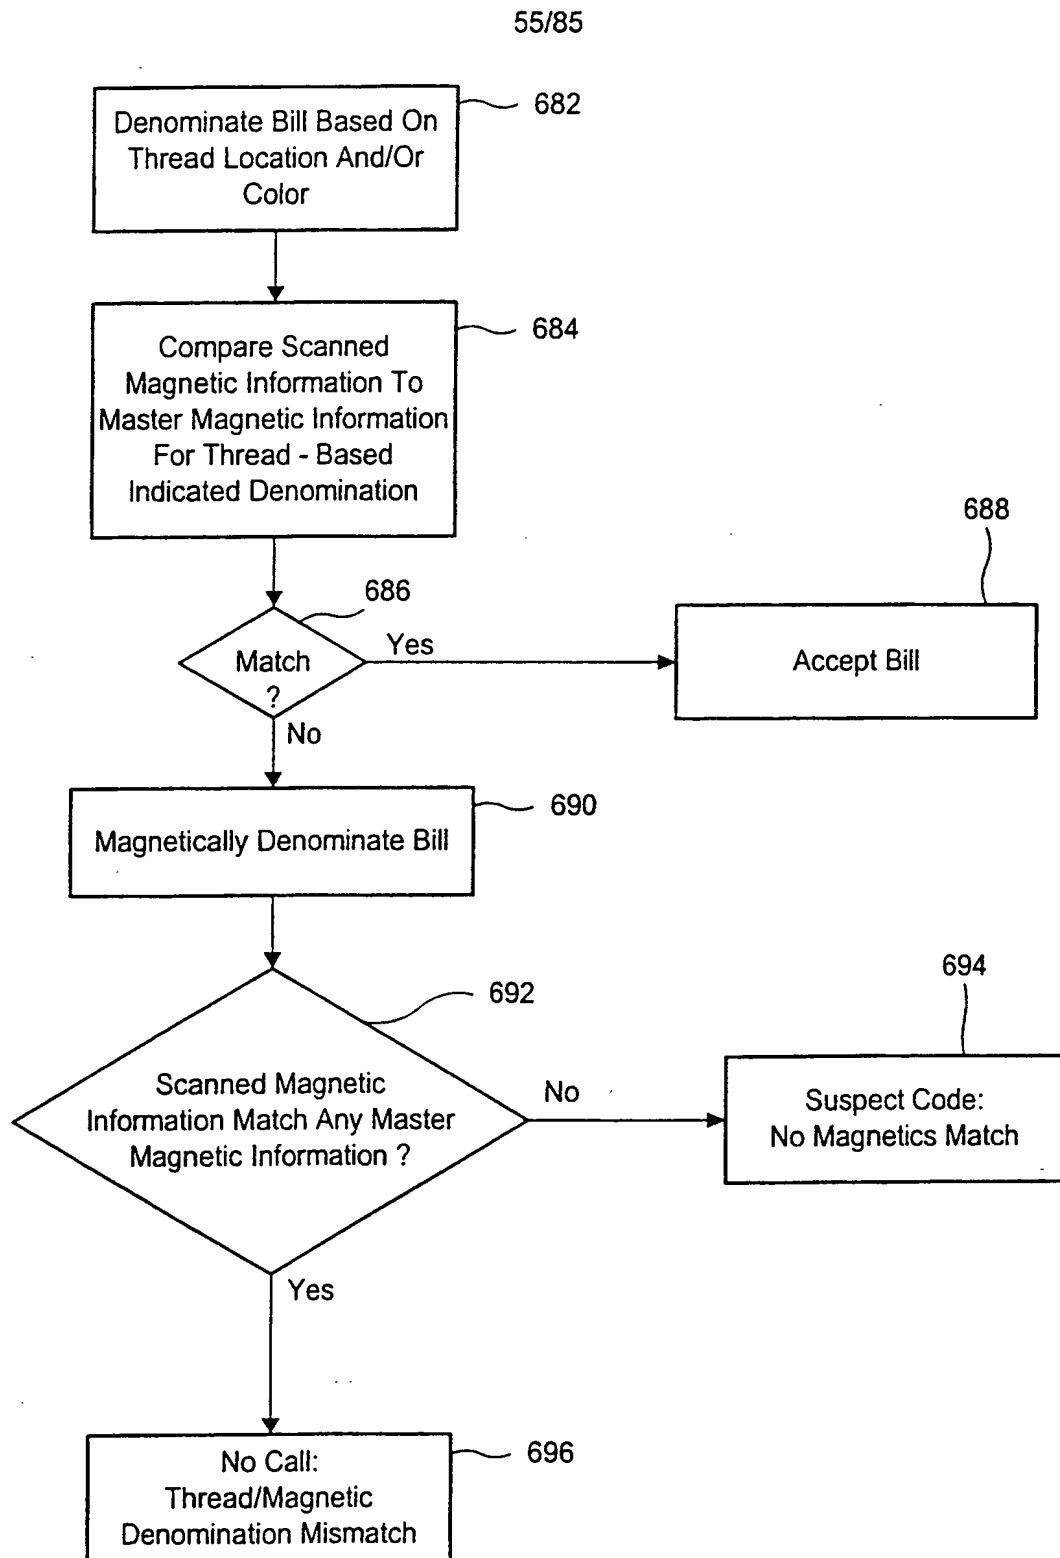 55/85
Denominate Bill Based On
Thread Location And/Or
Color
682
Compare Scanned
Magnetic Information To
Master Magnetic Information
For Thread - Based
Indicated Denomination
684
686
Match
?
Yes
No
688
Accept Bill
Magnetically Denominate Bill
690
692
Scanned Magnetic
Information Match Any Master
Magnetic Information ?
No
Yes
694
Suspect Code:
No Magnetics Match
No Call:
Thread/Magnetic
Denomination Mismatch
696